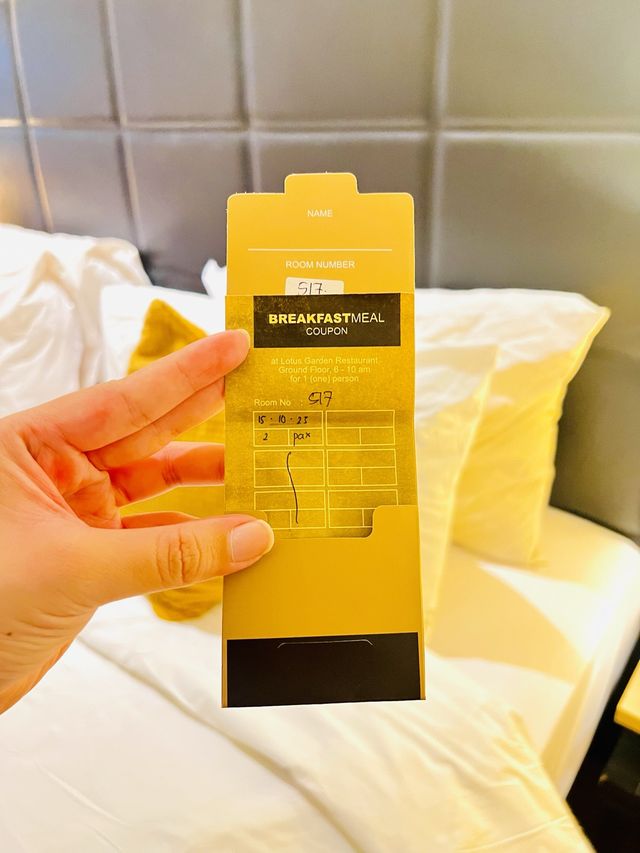 NAME
ROOM NUMBER
517
BREAKFASTMEAL
COUPON
at Lotus Garden Restaurant,
Ground Floor, 6 - 10 am
for 1 (one) person
Room No 517
15 - 10 - 23
2 pax